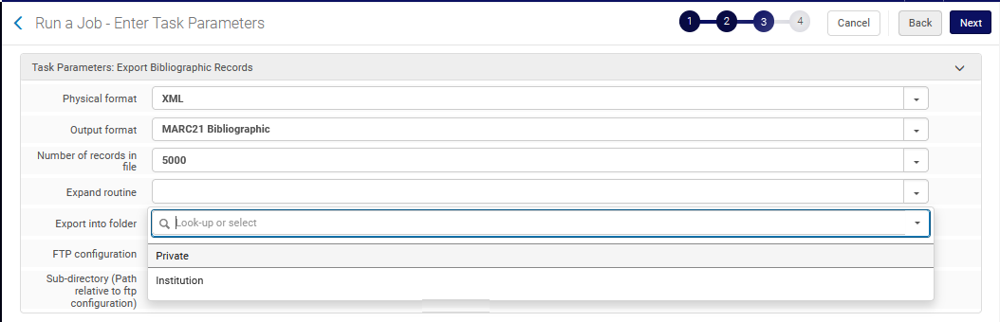 Run a Job - Enter Task Parameters
1 2 3 4
Cancel Back Next
Task Parameters: Export Bibliographic Records
Physical format XML
Output format MARC21 Bibliographic
Number of records in
file
5000
Expand routine
Export into folder Look-up or select
FTP configuration Private
Institution
Sub-directory (Path
relative to ftp
configuration)